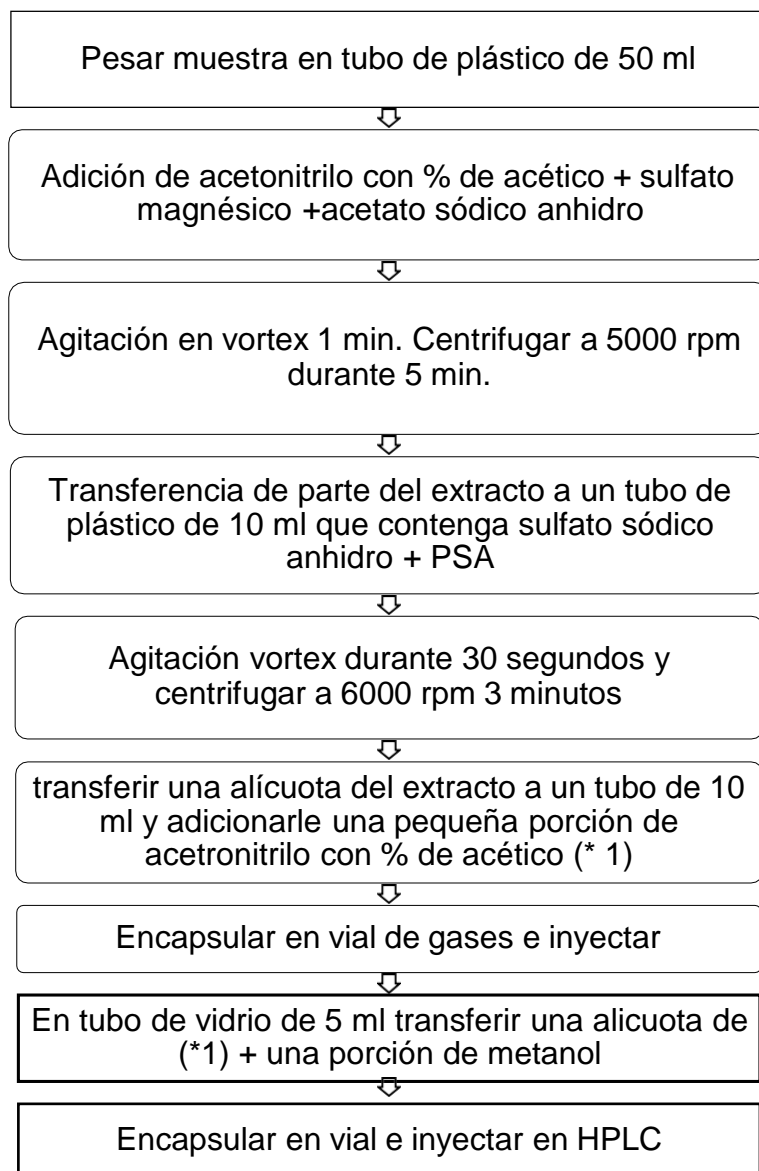 Pesar muestra en tubo de plástico de 50 ml
Adición de acetonitrilo con % de acético + sulfato
magnésico +acetato sódico anhidro
Agitación en vortex 1 min. Centrifugar a 5000 rpm
durante 5 min.
Transferencia de parte del extracto a un tubo de
plástico de 10 ml que contenga sulfato sódico
anhidro + PSA
Agitación vortex durante 30 segundos y
centrifugar a 6000 rpm 3 minutos
transferir una alícuota del extracto a un tubo de 10
ml y adicionarle una pequeña porción de
acetronitrilo con % de acético (* 1)
Encapsular en vial de gases e inyectar
En tubo de vidrio de 5 ml transferir una alicuota de
(*1) + una porción de metanol
Encapsular en vial e inyectar en HPLC